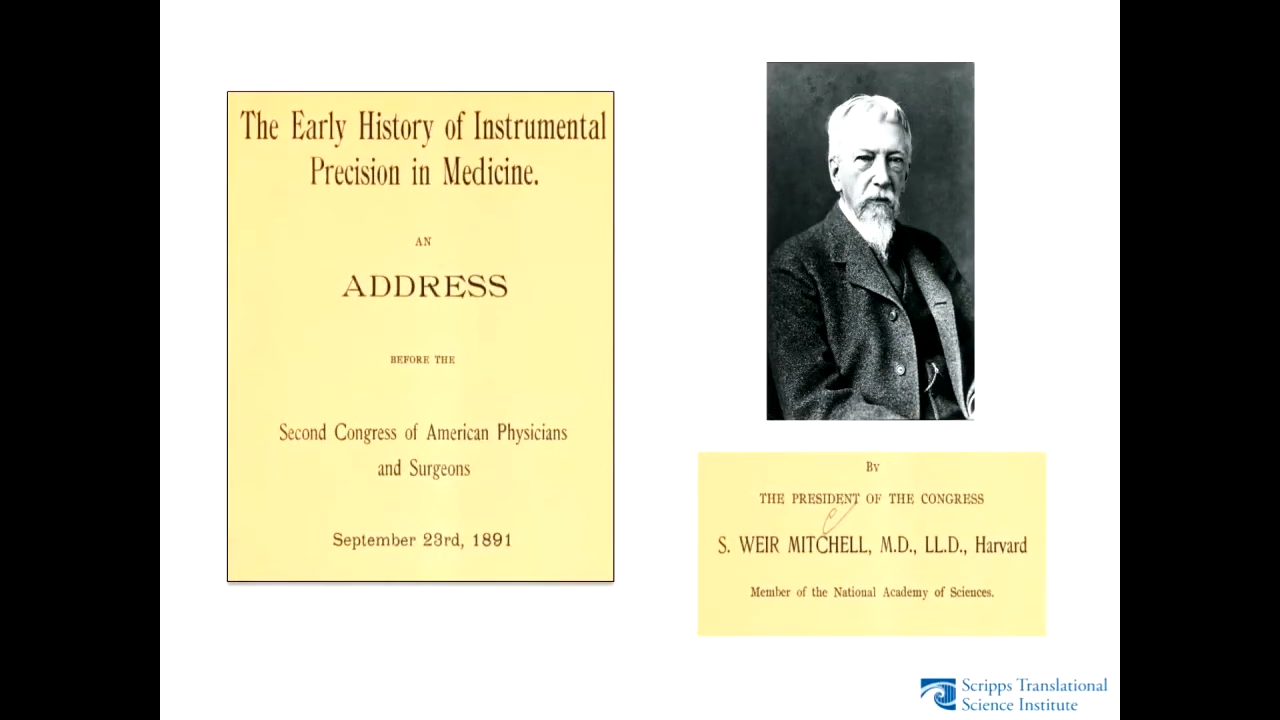 The Early History of Instrumental
Precision in Medicine.
AN
ADDRESS
BEFORE THE
Second Congress of American Physicians
and Surgeons
September 23rd, 1891
By
THE PRESIDENT OF THE CONGRESS
S. WEIR MITCHELL, M.D., LL.D., Harvard
Member of the National Academy of Sciences.
Scripps Translational
Science Institute